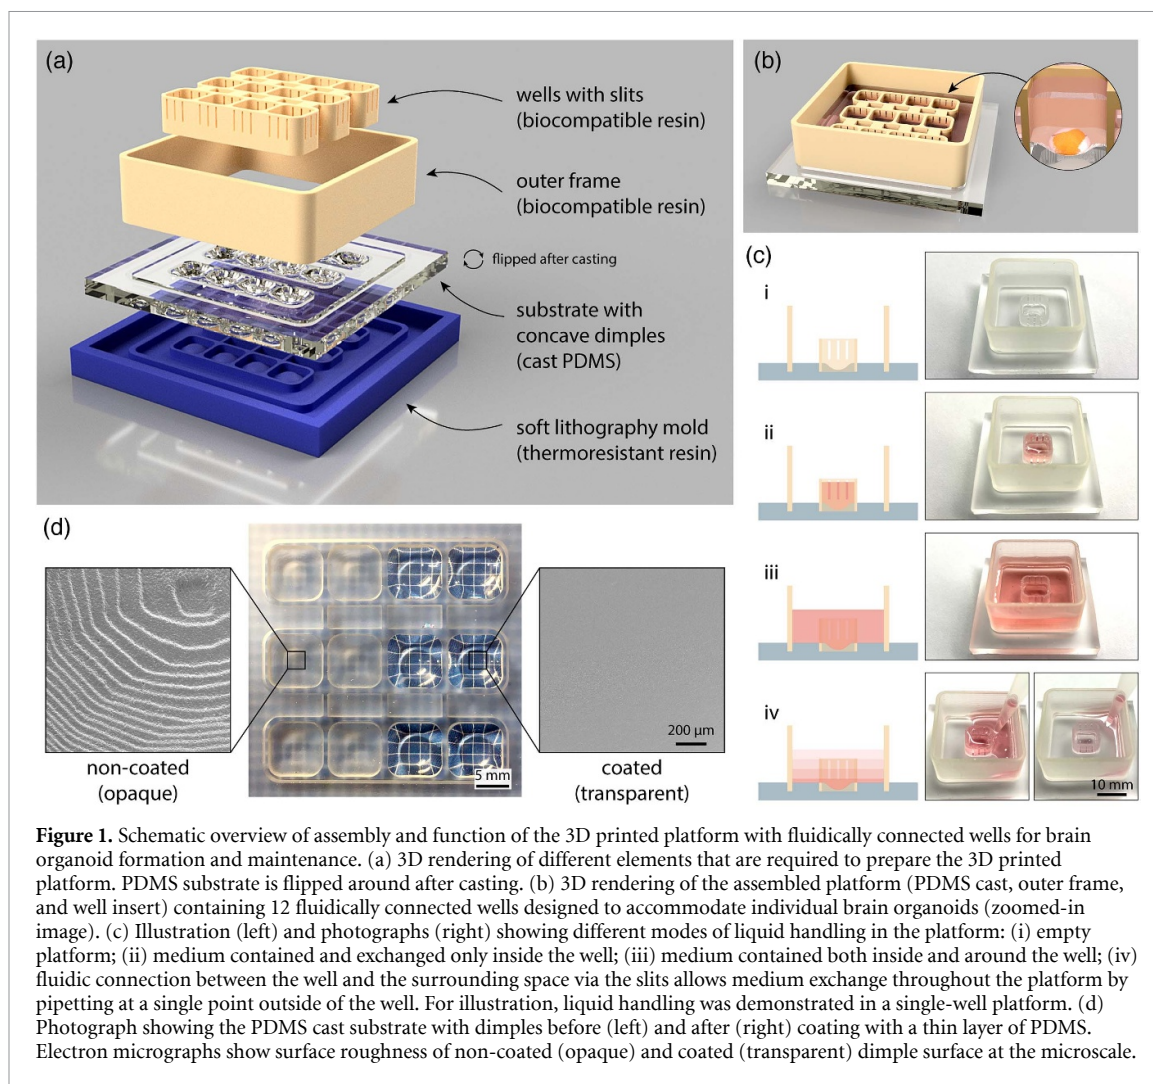 (a)
wells with slits
(biocompatible resin)
outer frame
(biocompatible resin)
flipped after casting
substrate with
concave dimples
(cast PDMS)
soft lithography mold
(thermoresistant resin)
(b)
(c)
i
ii
iii
iv
10 mm
(d)
non-coated
(opaque)
5 mm
200 μm
coated
(transparent)
Figure 1. Schematic overview of assembly and function of the 3D printed platform with fluidically connected wells for brain
organoid formation and maintenance. (a) 3D rendering of different elements that are required to prepare the 3D printed
platform. PDMS substrate is flipped around after casting. (b) 3D rendering of the assembled platform (PDMS cast, outer frame,
and well insert) containing 12 fluidically connected wells designed to accommodate individual brain organoids (zoomed-in
image). (c) Illustration (left) and photographs (right) showing different modes of liquid handling in the platform: (i) empty
platform; (ii) medium contained and exchanged only inside the well; (iii) medium contained both inside and around the well; (iv)
fluidic connection between the well and the surrounding space via the slits allows medium exchange throughout the platform by
pipetting at a single point outside of the well. For illustration, liquid handling was demonstrated in a single-well platform. (d)
Photograph showing the PDMS cast substrate with dimples before (left) and after (right) coating with a thin layer of PDMS.
Electron micrographs show surface roughness of non-coated (opaque) and coated (transparent) dimple surface at the microscale.